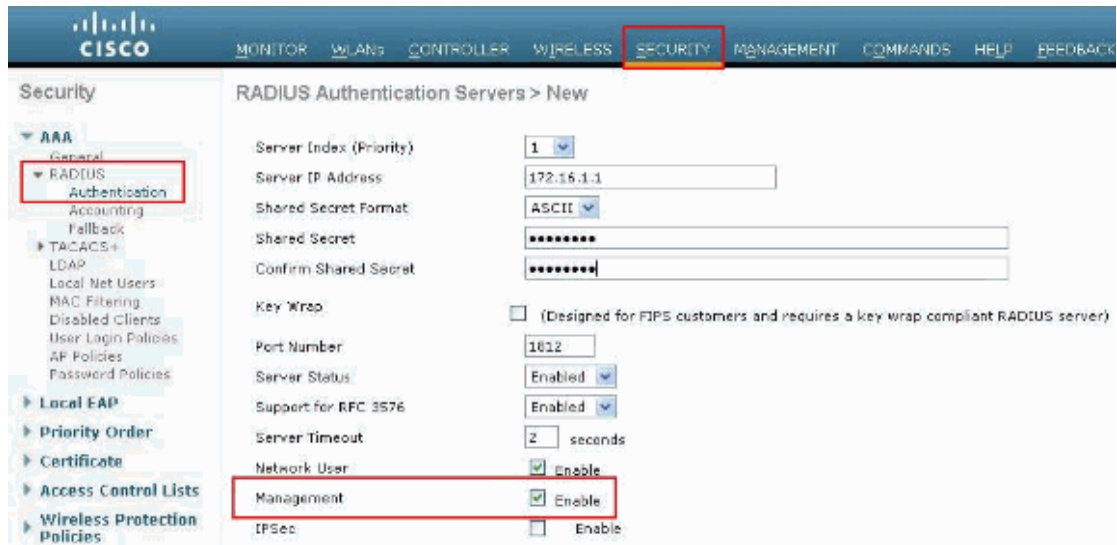 CISCO
MONITOR WLANs CONTROLLER WIRELESS SECURITY MANAGEMENT COMMANDS HELP FEEDBACK
Security
AAA
General
RADIUS
Authentication
Accounting
Fallback
TACACS+
LDAP
Local Net Users
MAC Filtering
Disabled Clients
User Login Policies
AP Policies
Password Policies
Local EAP
Priority Order
Certificate
Access Control Lists
Wireless Protection
Policies
RADIUS Authentication Servers > New
Server Index (Priority) 1
Server IP Address 172.16.1.1
Shared Secret Format ASCII
Shared Secret ••••••••
Confirm Shared Secret ••••••••
Key Wrap (Designed for FIPS customers and requires a key wrap compliant RADIUS server)
Port Number 1812
Server Status Enabled
Support for RFC 3576 Enabled
Server Timeout 2 seconds
Network User Enable
Management Enable
IPSec Enable